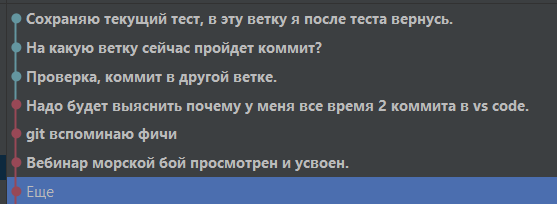 Сохраняю текущий тест, в эту ветку я после теста вернусь.
На какую ветку сейчас пройдет коммит?
Проверка, коммит в другой ветке.
Надо будет выяснить почему у меня все время 2 коммита в vs code.
git вспоминаю фичи
Вебинар морской бой просмотрен и усвоен.
Еще